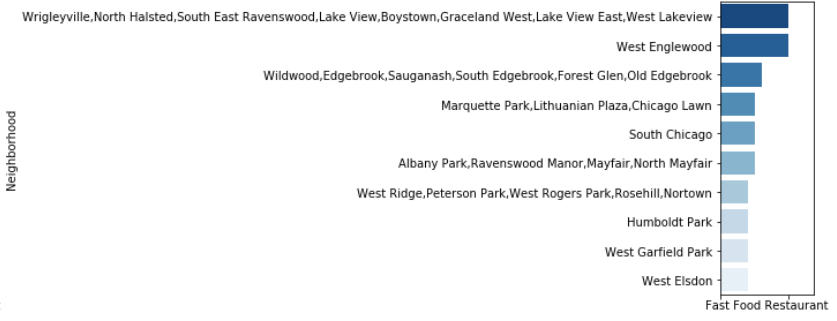 Wrigleyville,North Halsted,South East Ravenswood,Lake View,Boystown,Graceland West,Lake View East,West Lakeview
West Englewood
Wildwood,Edgebrook,Sauganash,South Edgebrook,Forest Glen,Old Edgebrook
Marquette Park,Lithuanian Plaza,Chicago Lawn
South Chicago
Albany Park,Ravenswood Manor,Mayfair,North Mayfair
West Ridge,Peterson Park,West Rogers Park,Rosehill,Nortown
Humboldt Park
West Garfield Park
West Elsdon
Neighborhood
Fast Food Restaurant